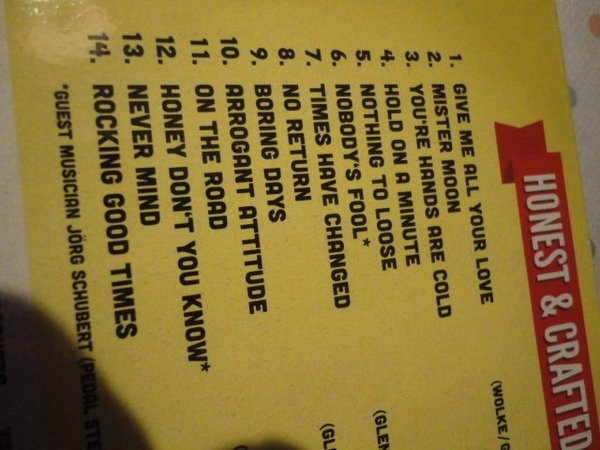 HONEST & CRAFTED
1. GIVE ME ALL YOUR LOVE
2. MISTER MOON (WOLKE/G
3. YOU'RE HANDS ARE COLD
4. HOLD ON A MINUTE
5. NOTHING TO LOOSE
6. NOBODY'S FOOL* (GLEN
7. TIMES HAVE CHANGED
8. NO RETURN (GL
9. BORING DAYS
10. ARROGANT ATTITUDE
11. ON THE ROAD
12. HONEY DON'T YOU KNOW*
13. NEVER MIND
14. ROCKING GOOD TIMES
*GUEST MUSICIAN JÖRG SCHUBERT (PEDAL STE